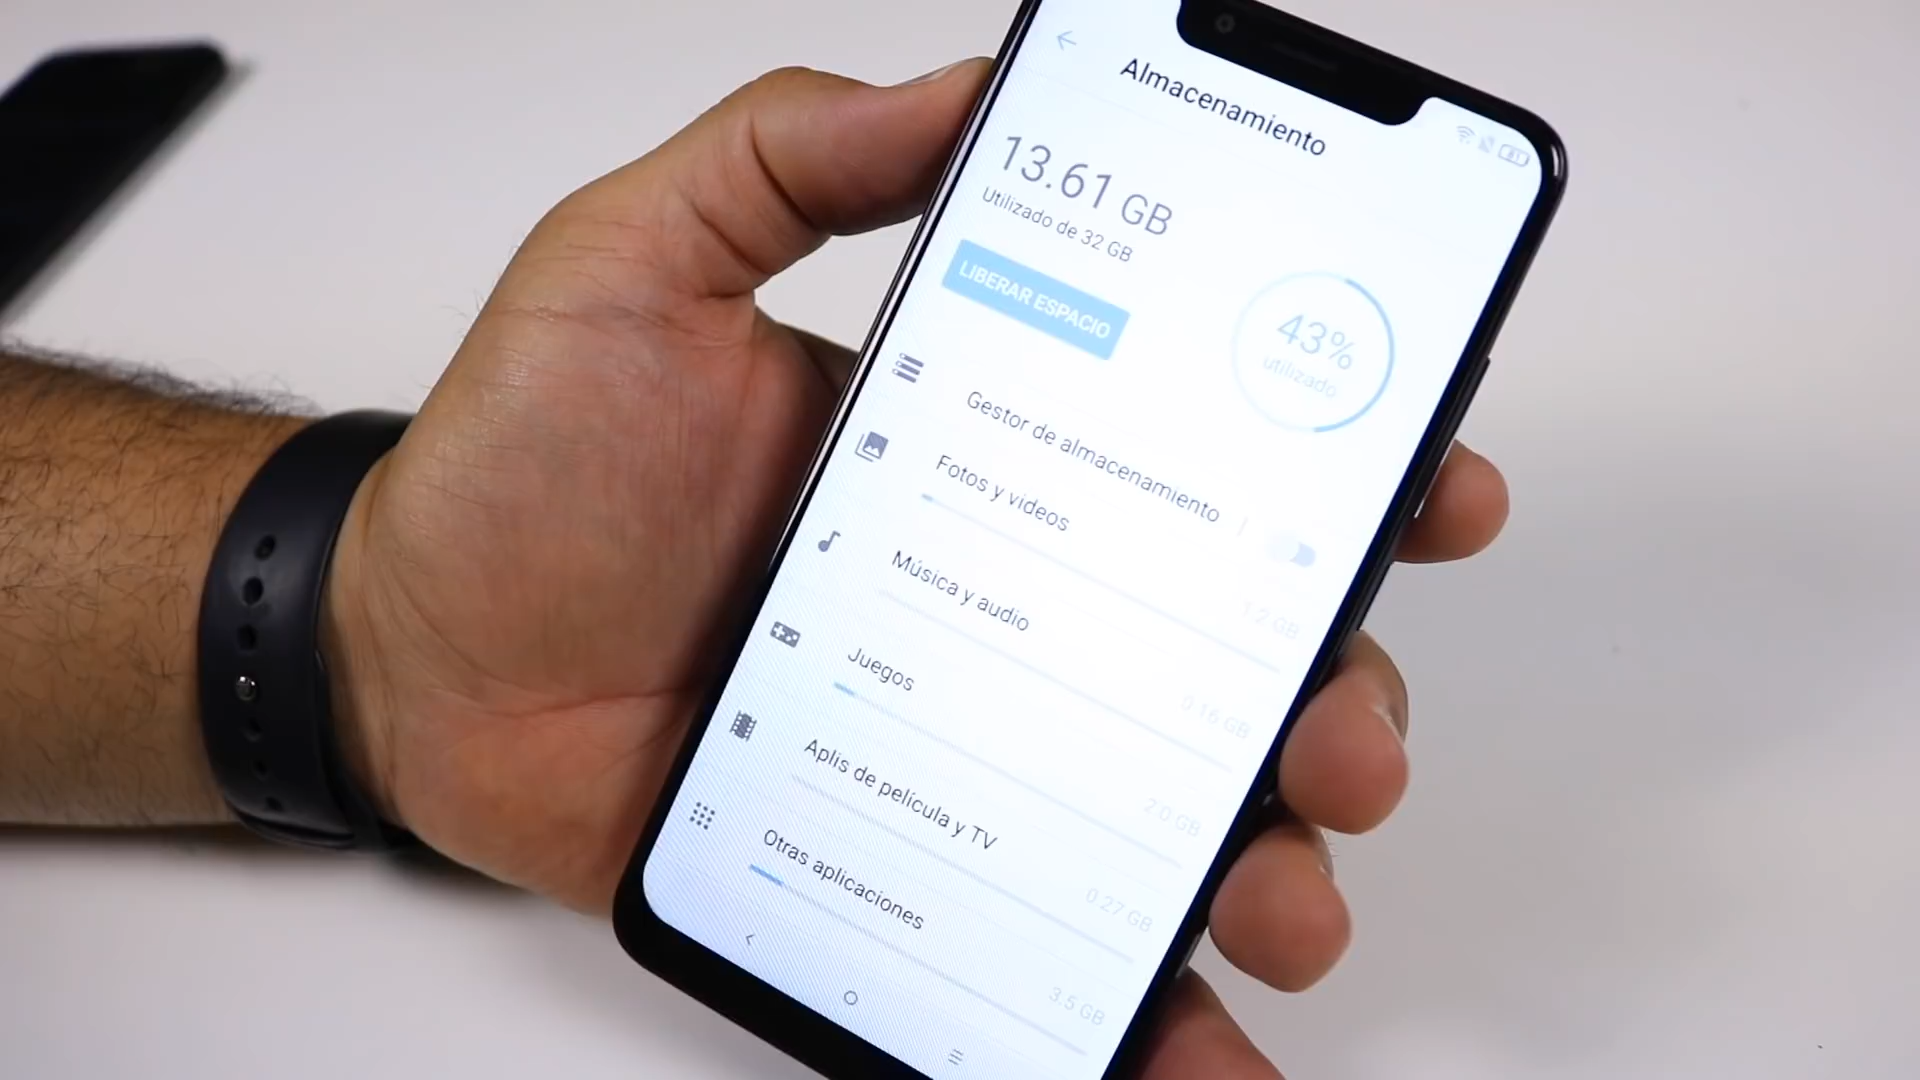 Almacenamiento
81
13.61 GB
Utilizado de 32 GB
LIBERAR ESPACIO
43%
utilizado
Gestor de almacenamiento
Fotos y videos
1.2 GB
Música y audio
0.16 GB
Juegos
2.0 GB
Aplis de película y TV
0.27 GB
Otras aplicaciones
3.5 GB